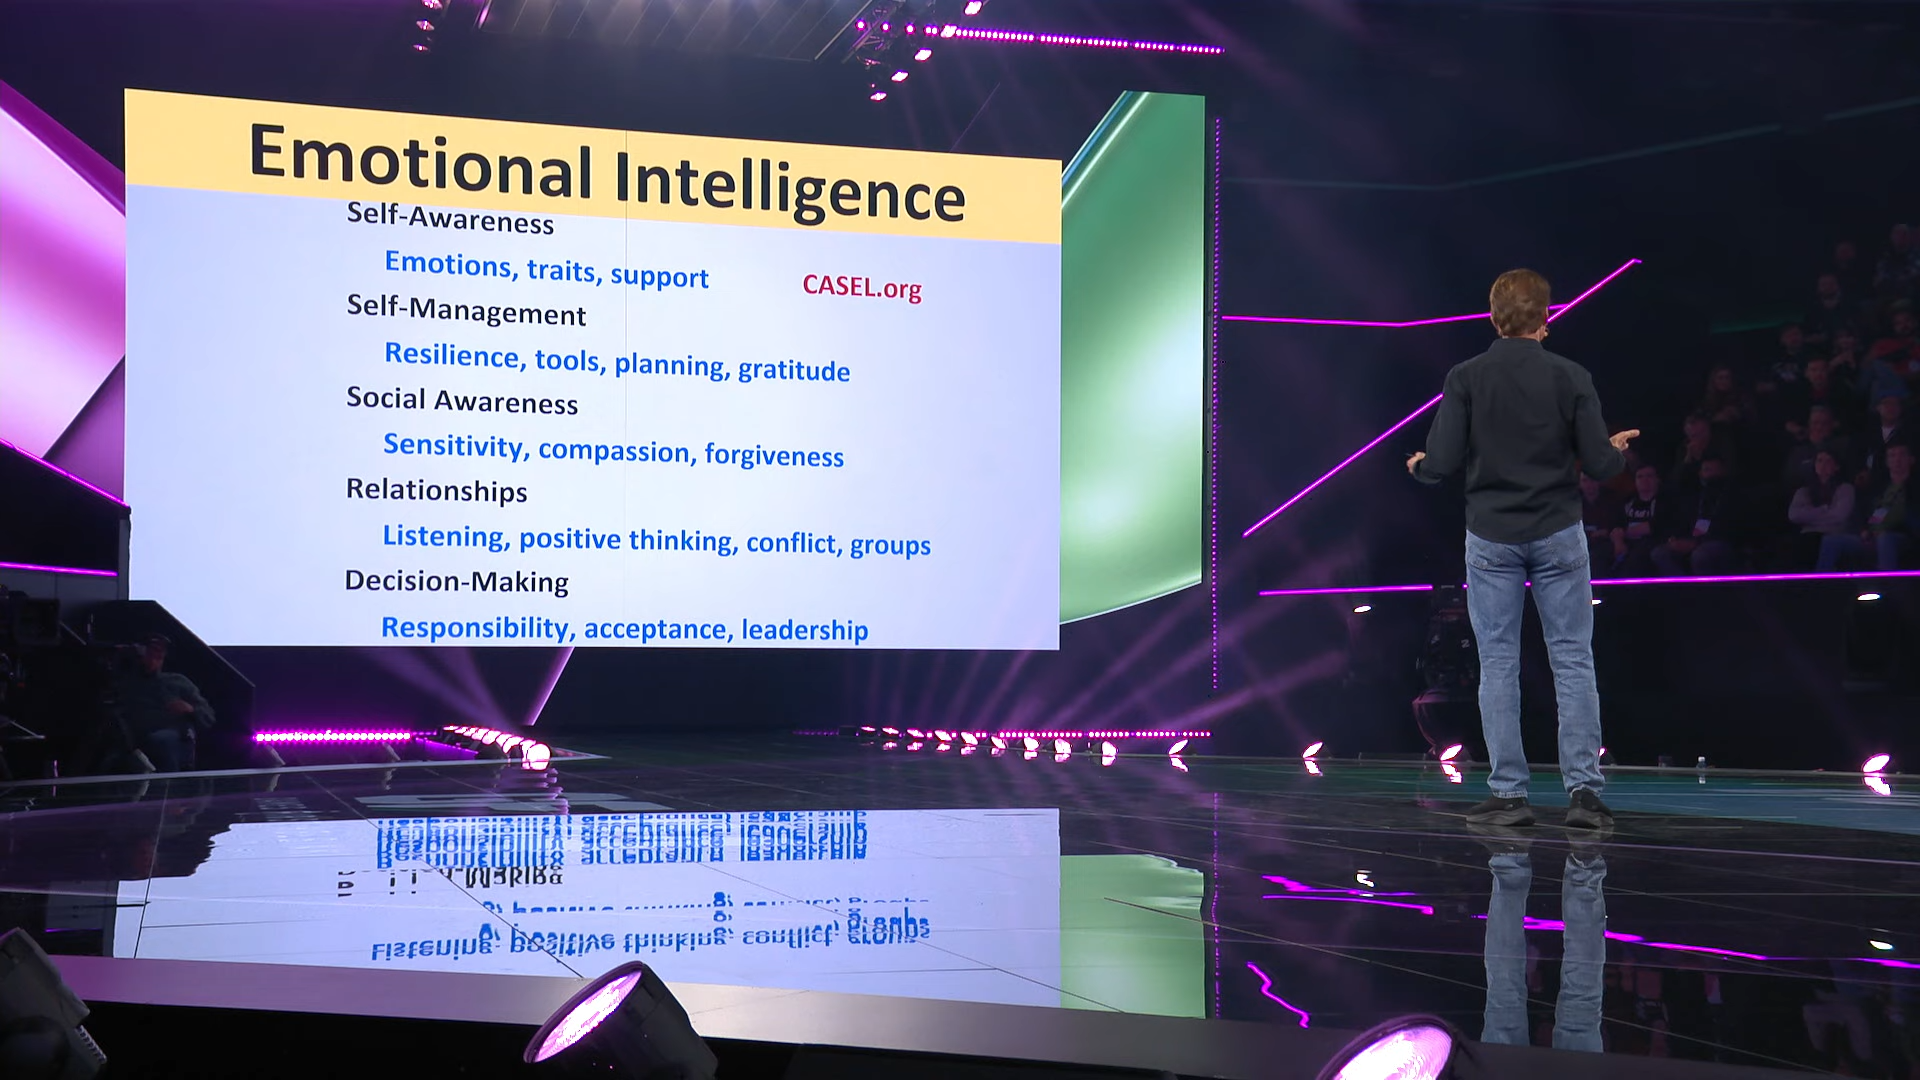 Emotional Intelligence
Self-Awareness
Emotions, traits, support
CASEL.org
Self-Management
Resilience, tools, planning, gratitude
Social Awareness
Sensitivity, compassion, forgiveness
Relationships
Listening, positive thinking, conflict, groups
Decision-Making
Responsibility, acceptance, leadership